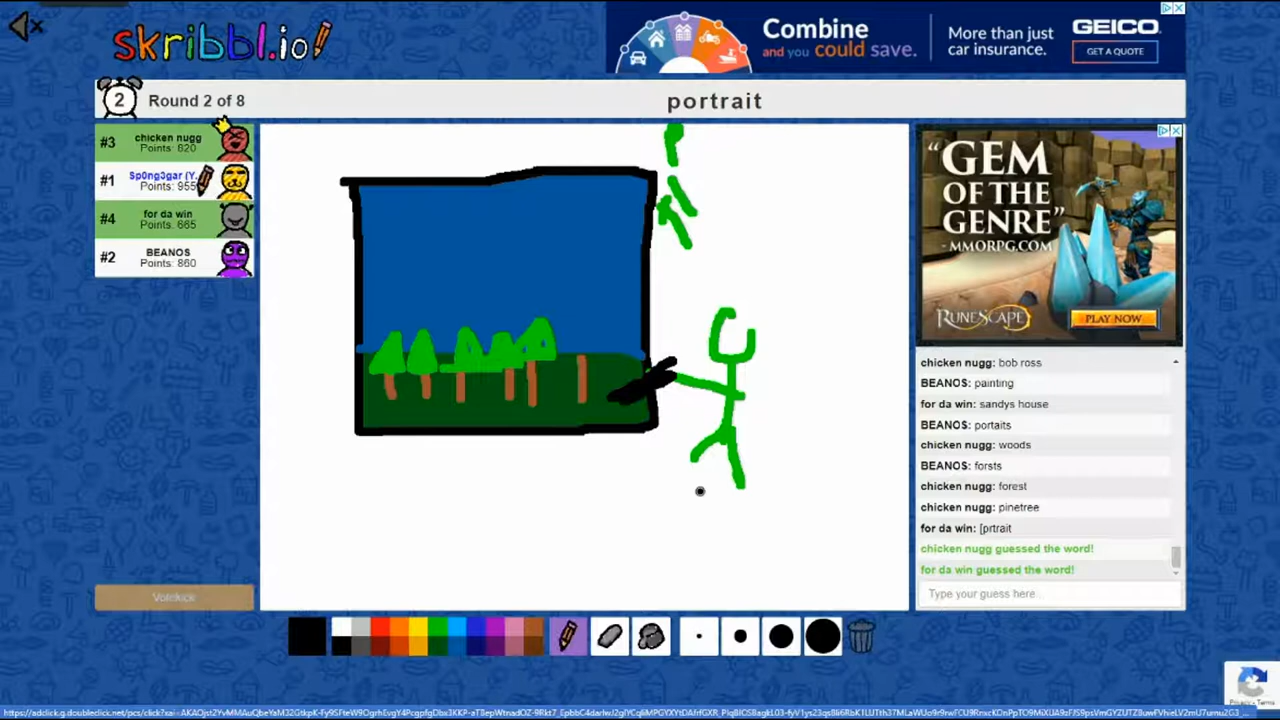 skribbl.io
Combine
and you could save.
More than just
car insurance.
GEICO
GET A QUOTE
2
Round 2 of 8
portrait
#3
chicken nugg
Points: 820
#1
Sp0ng3gar (Y.
Points: 955
#4
for da win
Points: 665
#2
BEANOS
Points: 860
"GEM
OF THE
GENRE"
- MMORPG.COM
RUNESCAPE
PLAY NOW
chicken nugg: bob ross
BEANOS: painting
for da win: sandys house
BEANOS: portaits
chicken nugg: woods
BEANOS: forsts
chicken nugg: forest
chicken nugg: pinetree
for da win: [prtrait
chicken nugg guessed the word!
for da win guessed the word!
Type your guess here...
Votekick
Privacy - Terms